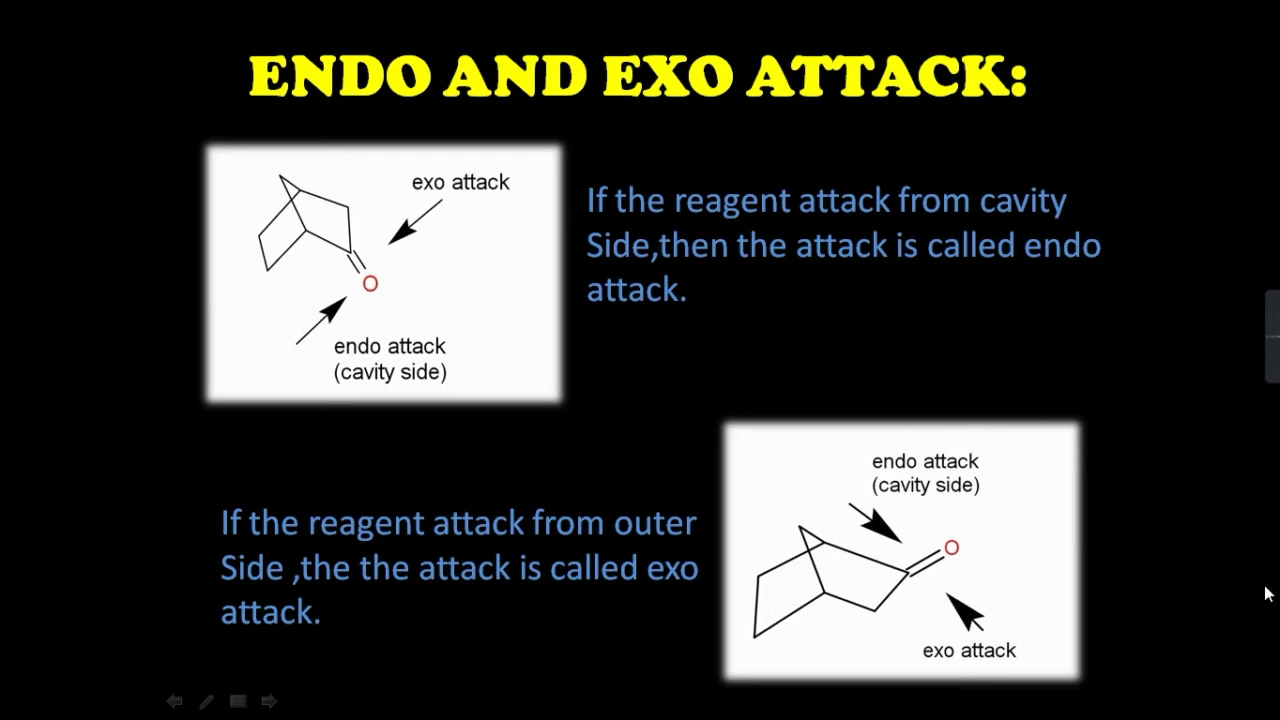 ENDO AND EXO ATTACK:
exo attack
O
endo attack
(cavity side)
If the reagent attack from cavity
Side,then the attack is called endo
attack.
If the reagent attack from outer
Side ,the the attack is called exo
attack.
endo attack
(cavity side)
O
exo attack